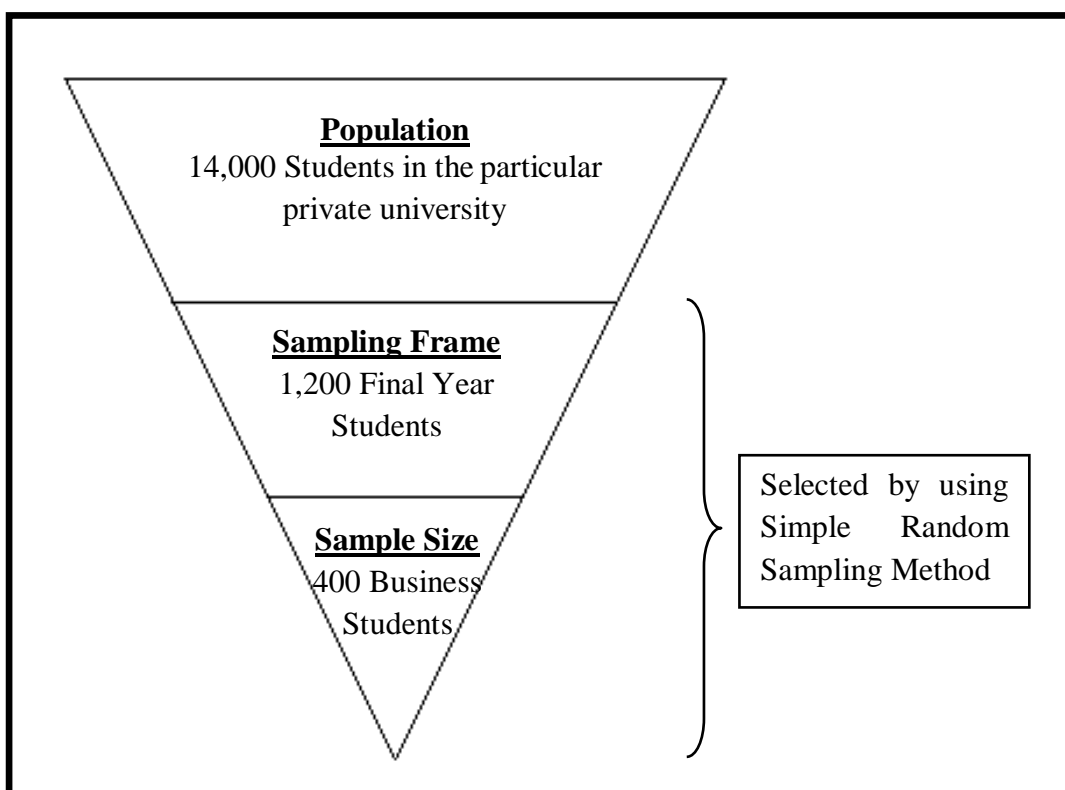 Population
14,000 Students in the particular
private university
Sampling Frame
1,200 Final Year
Students
Sample Size
400 Business
Students
Selected by using
Simple Random
Sampling Method